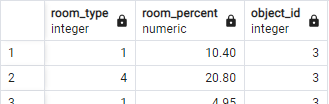 room_type room_percent object_id
integer numeric integer
1 1 10.40 3
2 4 20.80 3
3 1 4.95 3